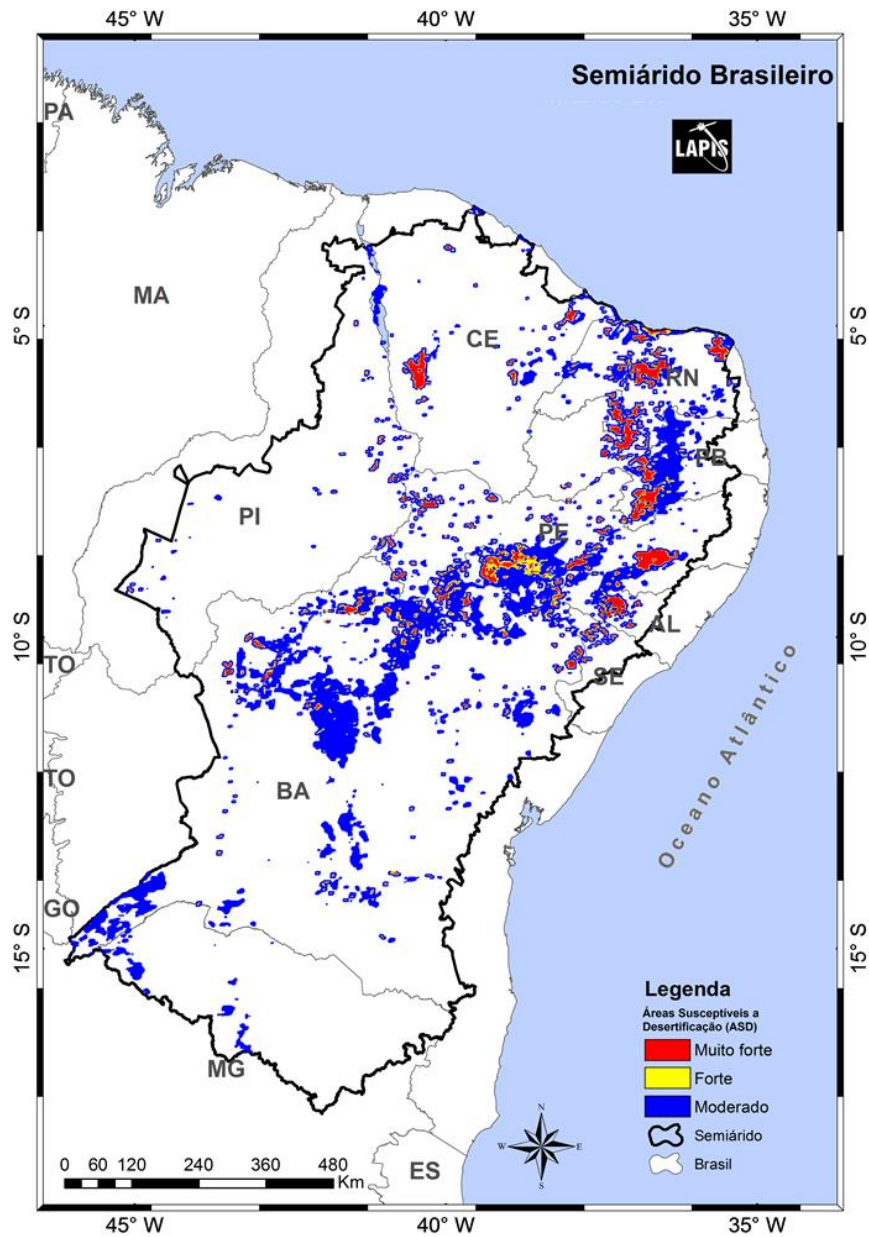 45° W 40° W 35° W
Semiárido Brasileiro
LAPIS
PA
MA
CE
5° S 5° S
RN
PB
PI
PE
AL
10° S 10° S
TO
SE
TO
BA
Oceano Atlântico
GO
15° S 15° S
MG
ES
Legenda
Áreas Susceptíveis a
Desertificação (ASD)
Muito forte
Forte
Moderado
Semiárido
Brasil
N
W E
S
0 60 120 240 360 480
Km
45° W 40° W 35° W